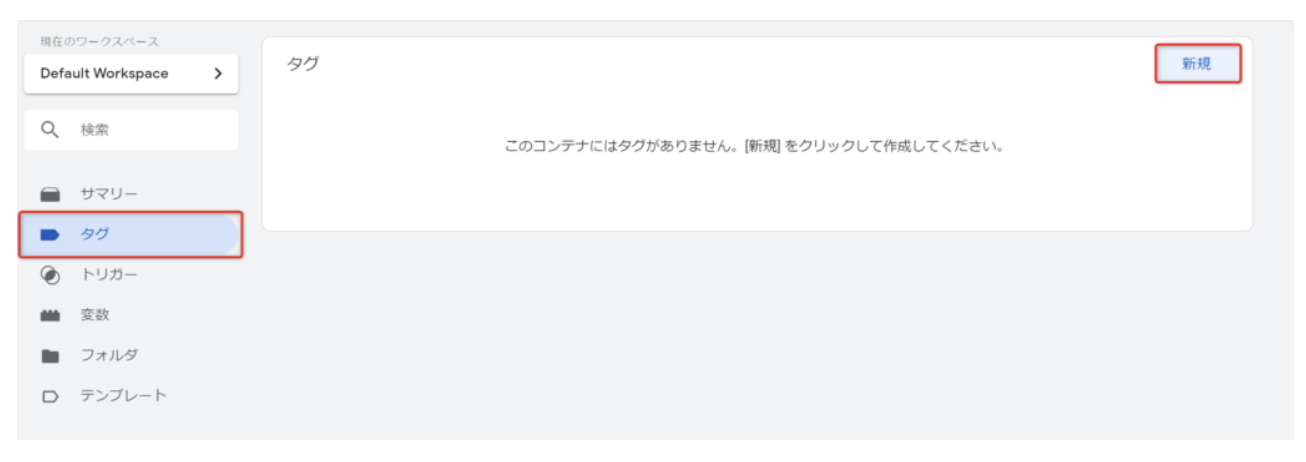 現在のワークスペース
Default Workspace
検索
サマリー
タグ
トリガー
変数
フォルダ
テンプレート
タグ
新規
このコンテナにはタグがありません。[新規] をクリックして作成してください。